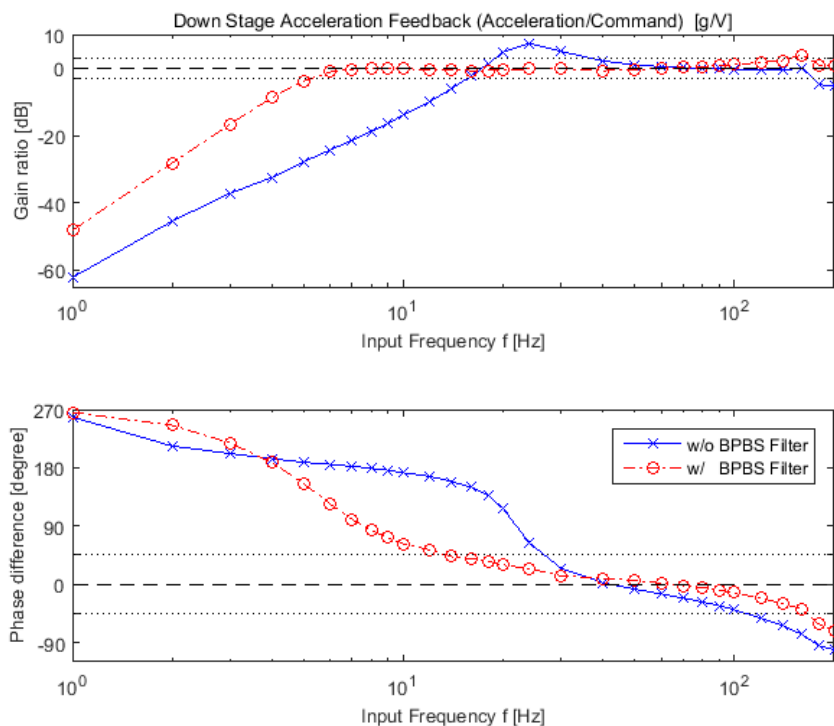 Down Stage Acceleration Feedback (Acceleration/Command) [g/V]
10
0
-20
-40
-60
Gain ratio [dB]
10^0
10^1
10^2
Input Frequency f [Hz]
270
180
90
0
-90
Phase difference [degree]
w/o BPBS Filter
w/ BPBS Filter
10^0
10^1
10^2
Input Frequency f [Hz]